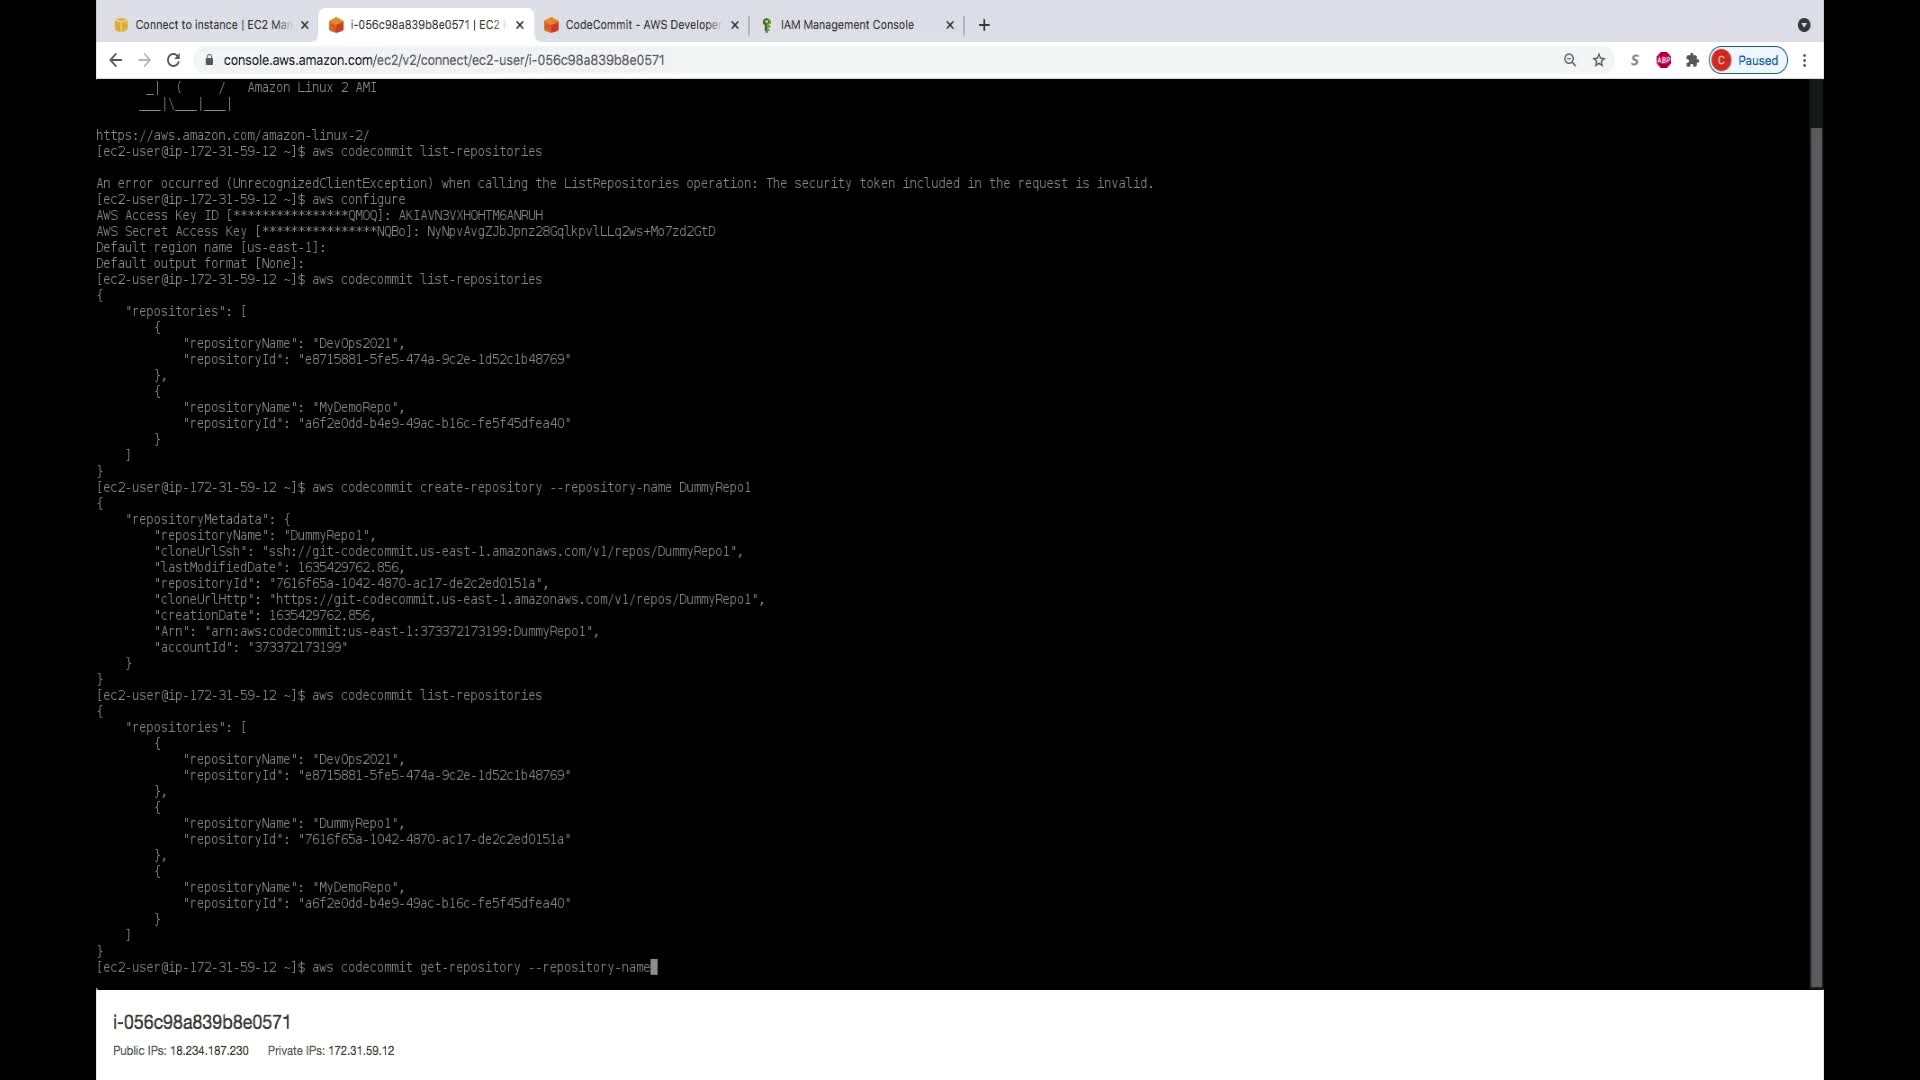 Connect to instance | EC2 Man
i-056c98a839b8e0571 | EC2
CodeCommit - AWS Developer
IAM Management Console
console.aws.amazon.com/ec2/v2/connect/ec2-user/i-056c98a839b8e0571
S
ABP
C
Paused
_| ( / Amazon Linux 2 AMI
___|\___|___|
https://aws.amazon.com/amazon-linux-2/
[ec2-user@ip-172-31-59-12 ~]$ aws codecommit list-repositories
An error occurred (UnrecognizedClientException) when calling the ListRepositories operation: The security token included in the request is invalid.
[ec2-user@ip-172-31-59-12 ~]$ aws configure
AWS Access Key ID [****************QMOQ]: AKIAVN3VXHOHTM6ANRUH
AWS Secret Access Key [****************NQBo]: 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
Default region name [us-east-1]:
Default output format [None]:
[ec2-user@ip-172-31-59-12 ~]$ aws codecommit list-repositories
{
"repositories": [
{
"repositoryName": "DevOps2021",
"repositoryId": "e8715881-5fe5-474a-9c2e-1d52c1b48769"
},
{
"repositoryName": "MyDemoRepo",
"repositoryId": "a6f2e0dd-b4e9-49ac-b16c-fe5f45dfea40"
}
]
}
[ec2-user@ip-172-31-59-12 ~]$ aws codecommit create-repository --repository-name DummyRepo1
{
"repositoryMetadata": {
"repositoryName": "DummyRepo1",
"cloneUrlSsh": "ssh://git-codecommit.us-east-1.amazonaws.com/v1/repos/DummyRepo1",
"lastModifiedDate": 1635429762.856,
"repositoryId": "7616f65a-1042-4870-ac17-de2c2ed0151a",
"cloneUrlHttp": "https://git-codecommit.us-east-1.amazonaws.com/v1/repos/DummyRepo1",
"creationDate": 1635429762.856,
"Arn": "arn:aws:codecommit:us-east-1:373372173199:DummyRepo1",
"accountId": "373372173199"
}
}
[ec2-user@ip-172-31-59-12 ~]$ aws codecommit list-repositories
{
"repositories": [
{
"repositoryName": "DevOps2021",
"repositoryId": "e8715881-5fe5-474a-9c2e-1d52c1b48769"
},
{
"repositoryName": "DummyRepo1",
"repositoryId": "7616f65a-1042-4870-ac17-de2c2ed0151a"
},
{
"repositoryName": "MyDemoRepo",
"repositoryId": "a6f2e0dd-b4e9-49ac-b16c-fe5f45dfea40"
}
]
}
[ec2-user@ip-172-31-59-12 ~]$ aws codecommit get-repository --repository-name
i-056c98a839b8e0571
Public IPs: 18.234.187.230 Private IPs: 172.31.59.12